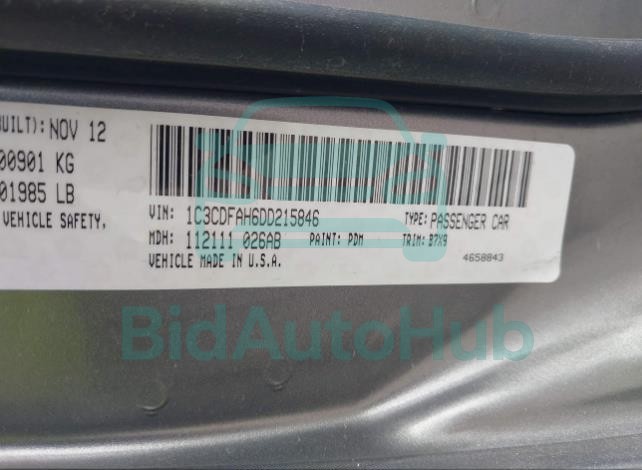 BUILT): NOV 12
00901 KG
01985 LB
VEHICLE SAFETY,
VIN: 1C3CDFAH6DD215846 TYPE: PASSENGER CAR
MDH: 112111 026AB PAINT: PDM TRIM: B7X9
VEHICLE MADE IN U.S.A. 4658843
BidAutoHub